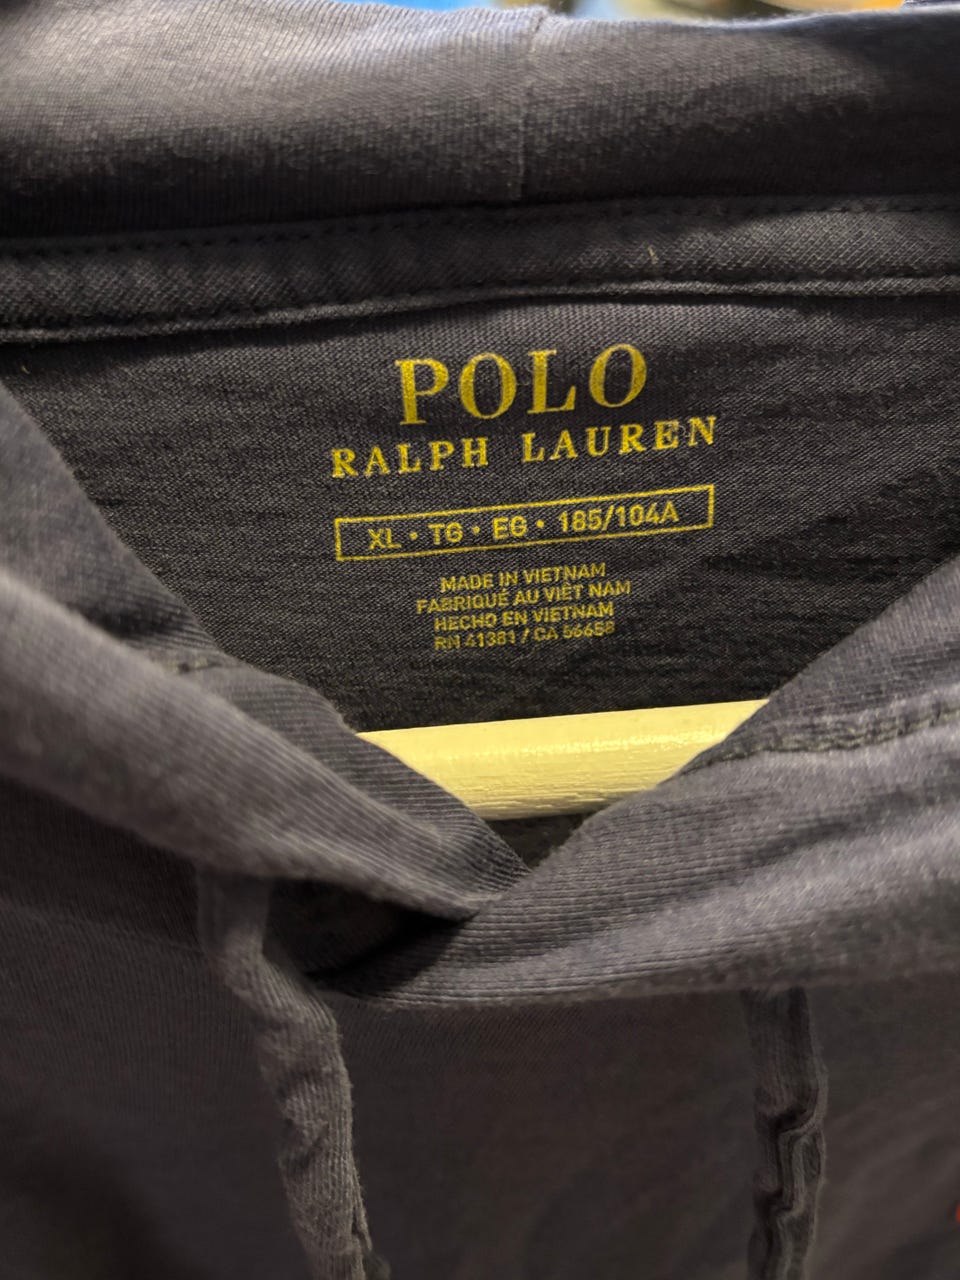 POLO
RALPH LAUREN
XL • TG • EG • 185/104A
MADE IN VIETNAM
FABRIQUÉ AU VIÊT NAM
HECHO EN VIETNAM
RN 41381 / CA 56658